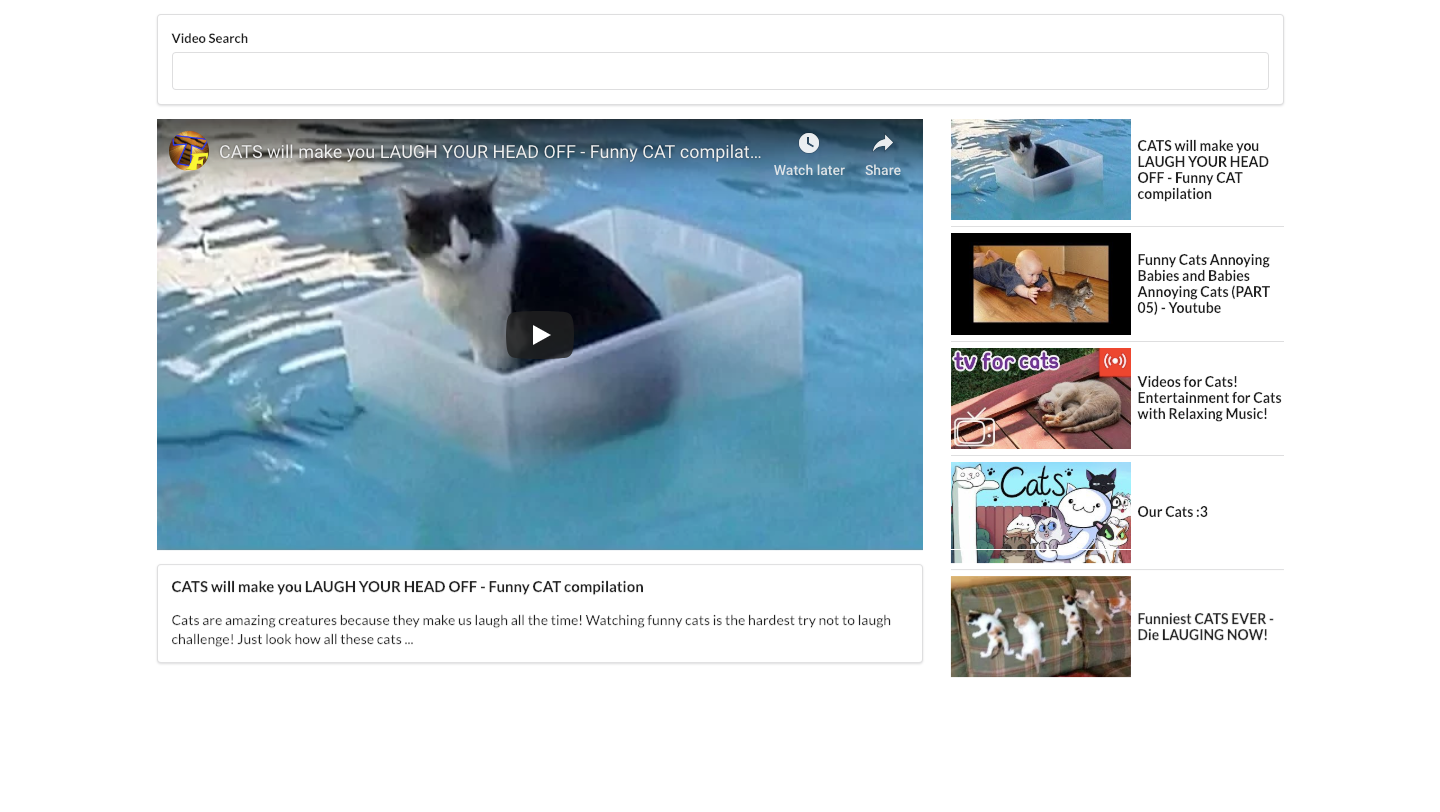 Video Search
CATS will make you LAUGH YOUR HEAD OFF - Funny CAT compilat...
Watch later
Share
CATS will make you LAUGH YOUR HEAD OFF - Funny CAT compilation
Cats are amazing creatures because they make us laugh all the time! Watching funny cats is the hardest try not to laugh
challenge! Just look how all these cats ...
CATS will make you
LAUGH YOUR HEAD
OFF - Funny CAT
compilation
Funny Cats Annoying
Babies and Babies
Annoying Cats (PART
05) - Youtube
tv for cats
Videos for Cats!
Entertainment for Cats
with Relaxing Music!
Cats
Our Cats :3
Funniest CATS EVER -
Die LAUGING NOW!